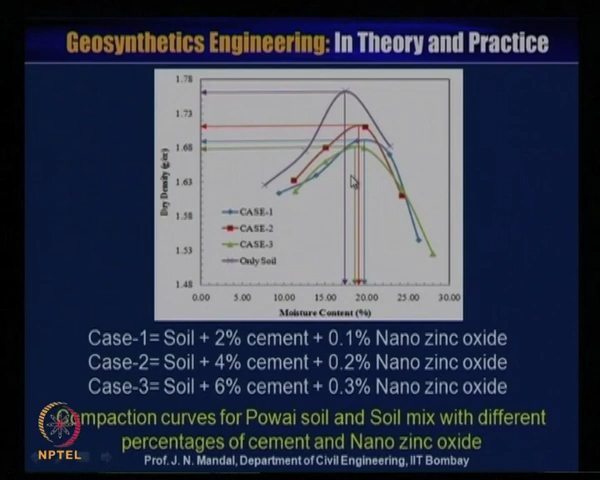 Geosynthetics Engineering: In Theory and Practice
1.78
1.73
1.68
1.63
1.58
1.53
1.48
Dry Density (g/cc)
CASE-1
CASE-2
CASE-3
Only Soil
0.00 5.00 10.00 15.00 20.00 25.00 30.00
Moisture Content (%)
Case-1= Soil + 2% cement + 0.1% Nano zinc oxide
Case-2= Soil + 4% cement + 0.2% Nano zinc oxide
Case-3= Soil + 6% cement + 0.3% Nano zinc oxide
Compaction curves for Powai soil and Soil mix with different
percentages of cement and Nano zinc oxide
NPTEL
Prof. J. N. Mandal, Department of Civil Engineering, IIT Bombay